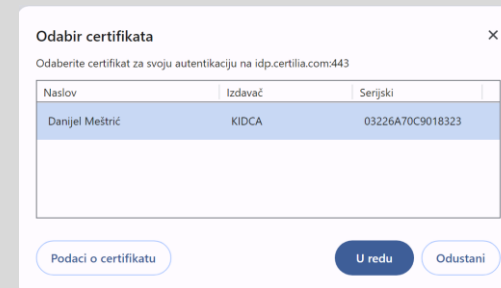 Odabir certifikata
Odaberite certifikat za svoju autentikaciju na idp.certilia.com:443
Naslov Izdavač Serijski
Danijel Meštrić KIDCA 03226A70C9018323
Podaci o certifikatu U redu Odustani